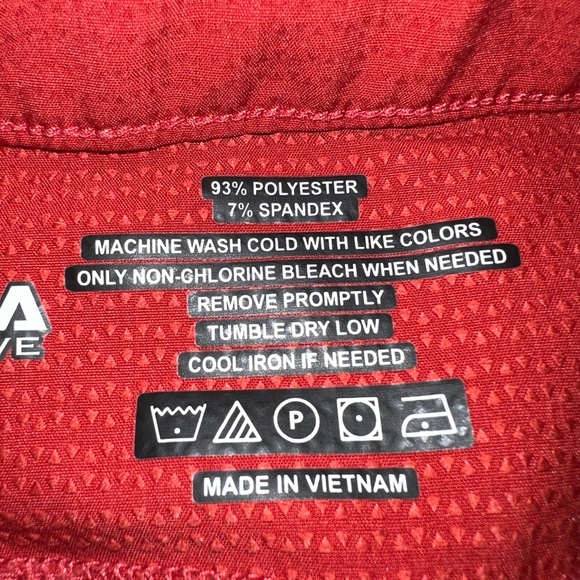 93% POLYESTER
7% SPANDEX
MACHINE WASH COLD WITH LIKE COLORS
ONLY NON-CHLORINE BLEACH WHEN NEEDED
REMOVE PROMPTLY
TUMBLE DRY LOW
COOL IRON IF NEEDED
P
MADE IN VIETNAM